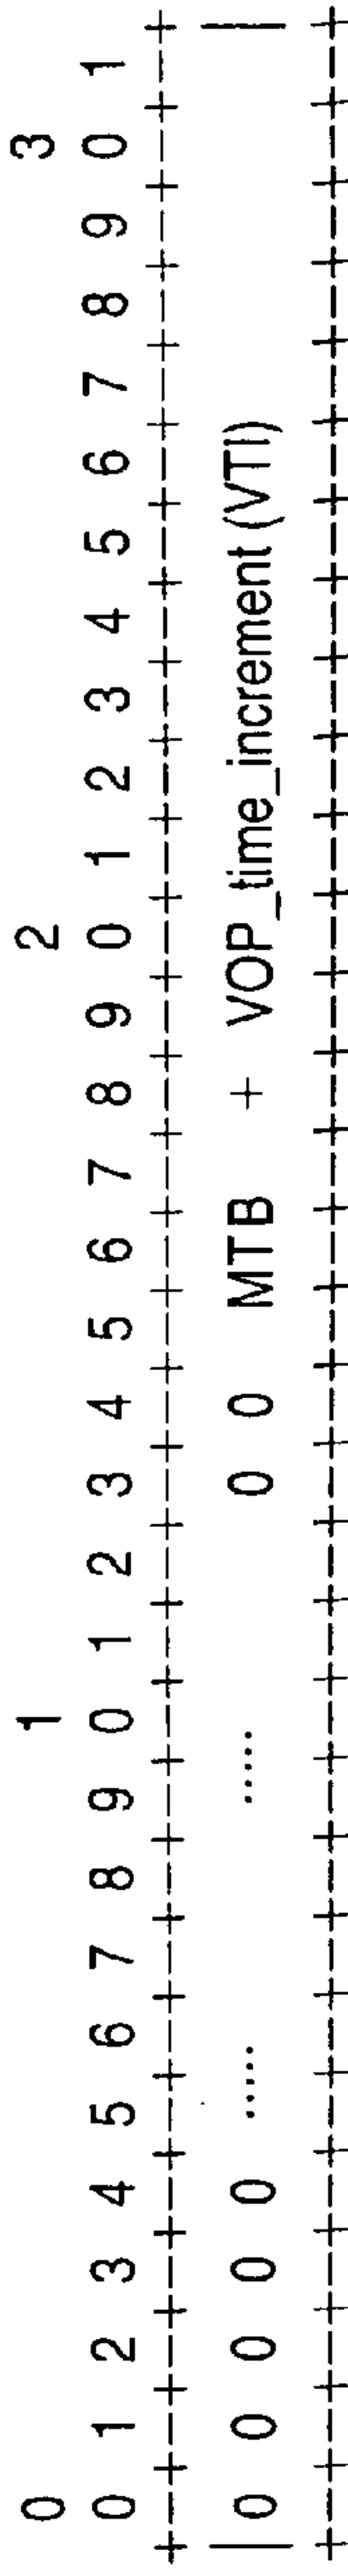 0                   1                   2                   3
0 1 2 3 4 5 6 7 8 9 0 1 2 3 4 5 6 7 8 9 0 1 2 3 4 5 6 7 8 9 0 1
+-+-+-+-+-+-+-+-+-+-+-+-+-+-+-+-+-+-+-+-+-+-+-+-+-+-+-+-+-+-+-+-+
|0 0 0 0 0 ..... ..... 0 0 MTB + VOP_time_increment (VTI) |
+-+-+-+-+-+-+-+-+-+-+-+-+-+-+-+-+-+-+-+-+-+-+-+-+-+-+-+-+-+-+-+-+